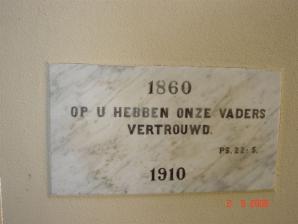 1860
OP U HEBBEN ONZE VADERS
VERTROUWD.
PS. 22:5.
1910